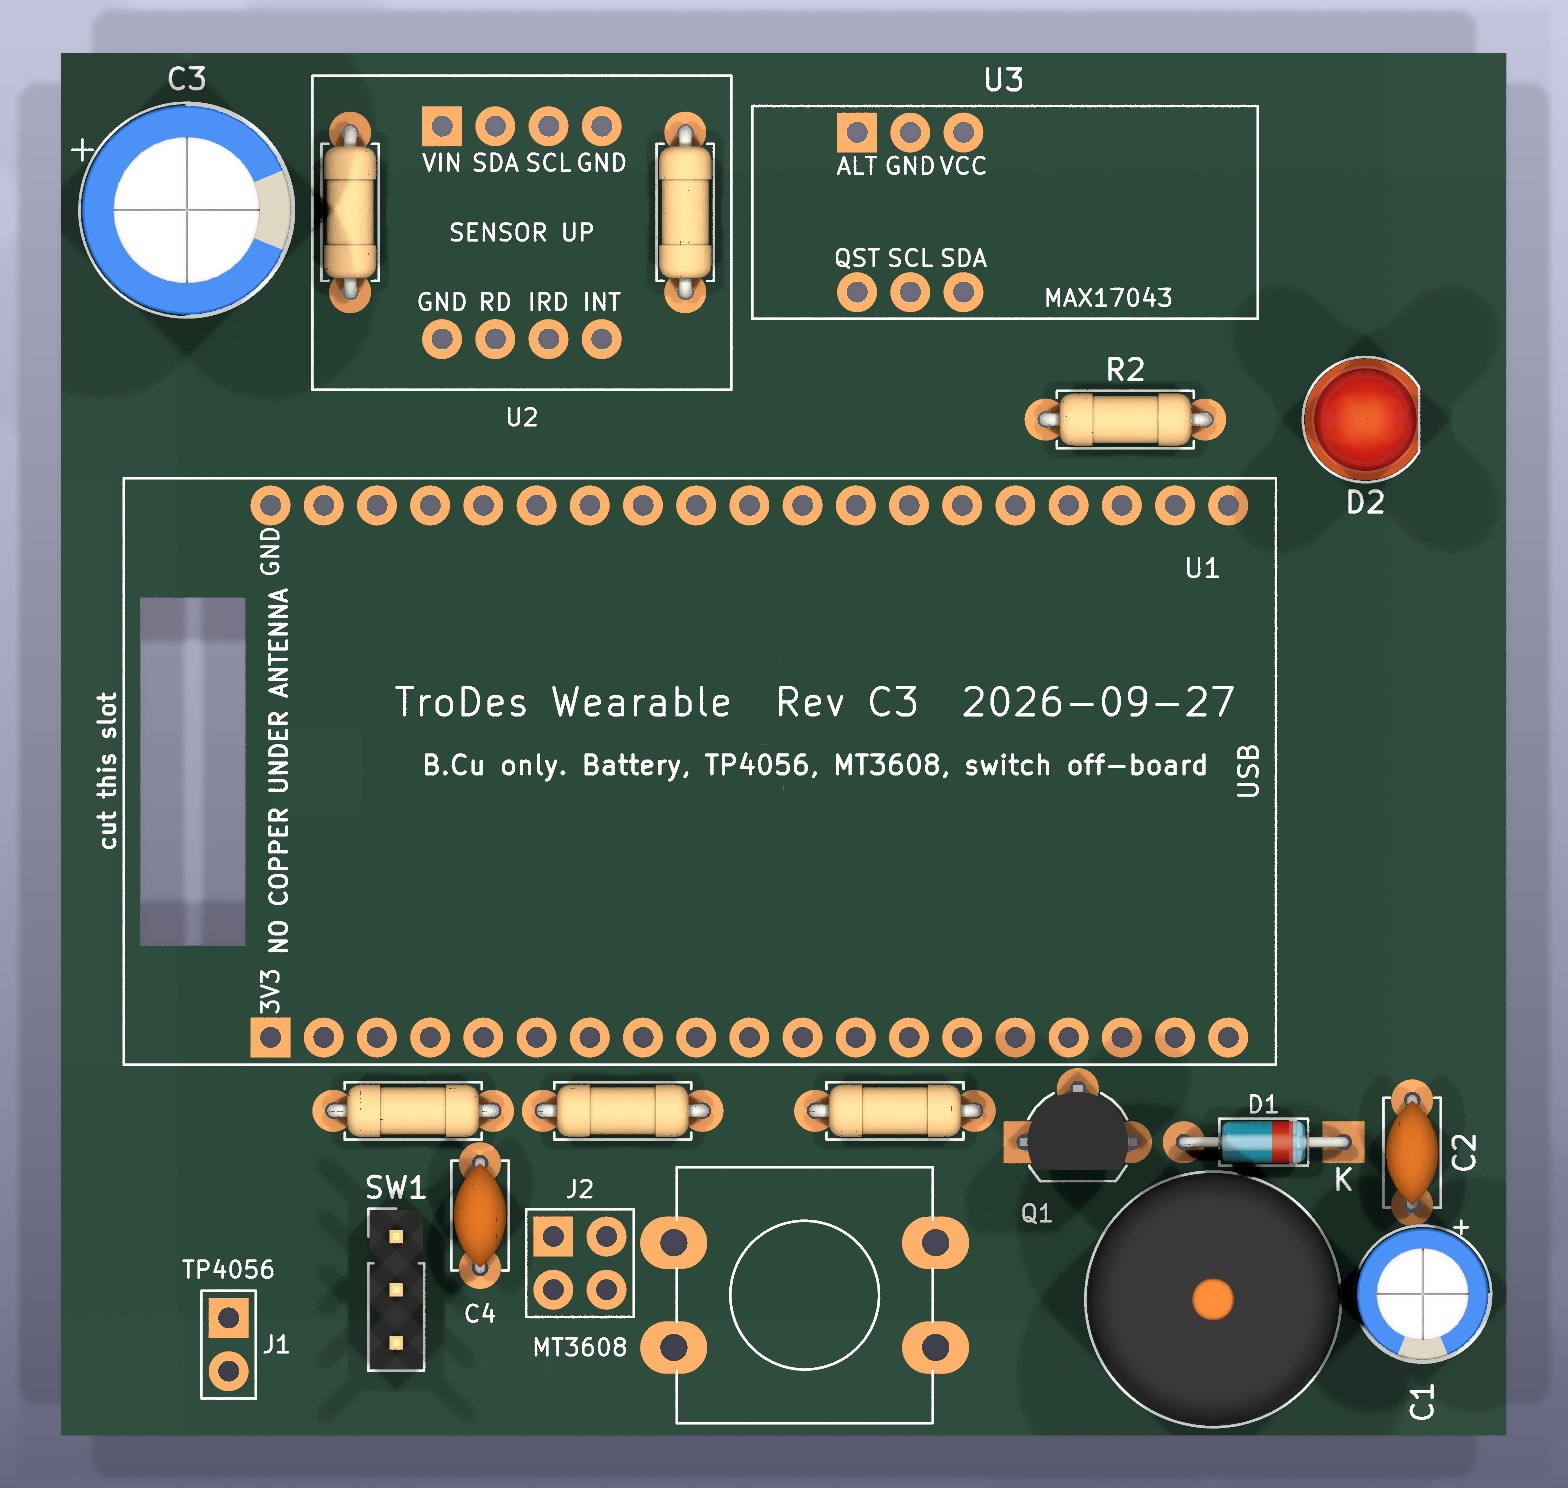 C3
U3
+
VIN SDA SCL GND
ALT GND VCC
SENSOR UP
QST SCL SDA
GND RD IRD INT
MAX17043
R2
U2
D2
GND
U1
NO COPPER UNDER ANTENNA
cut this slot
TroDes Wearable Rev C3 2026-09-27
B.Cu only. Battery, TP4056, MT3608, switch off-board
USB
3V3
D1
C2
K
SW1
J2
Q1
+
TP4056
C4
J1
MT3608
C1